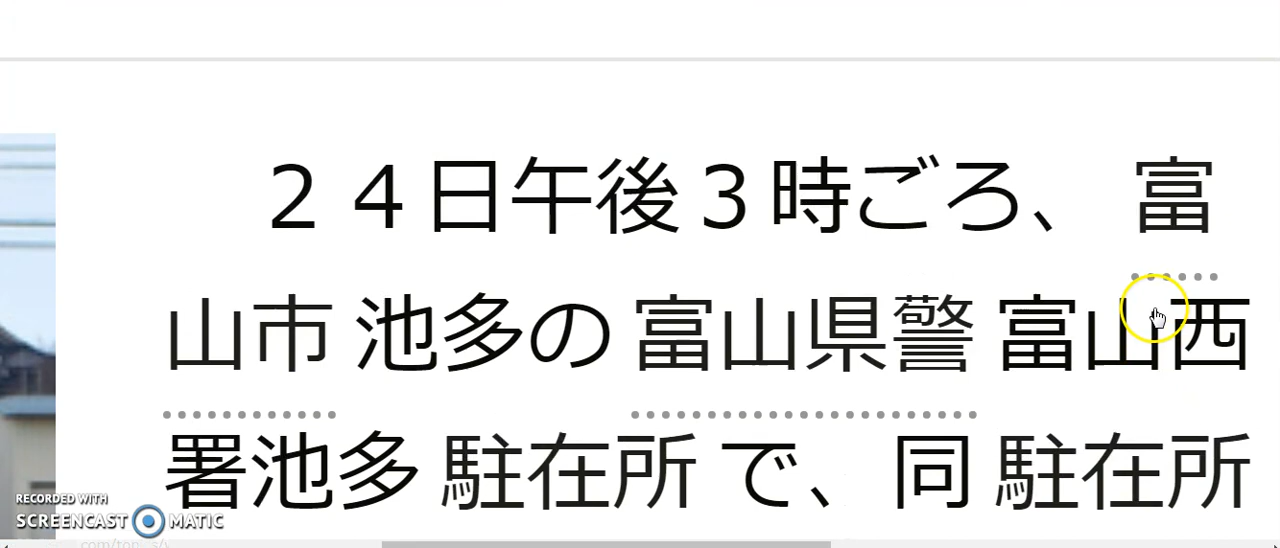 ２４日午後３時ごろ、 富
山市 池多の 富山県警 富山西
署池多 駐在所 で、同 駐在所
RECORDED WITH
SCREENCAST MATIC